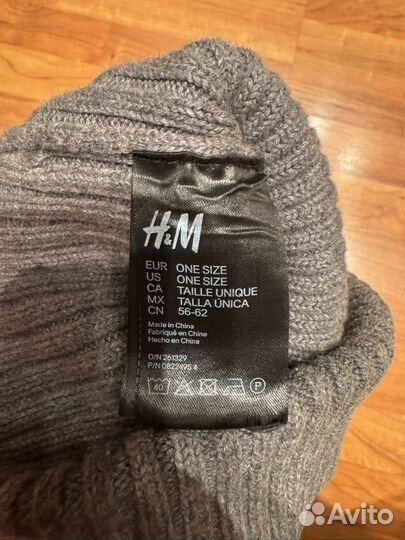 H&M
EUR ONE SIZE
US ONE SIZE
CA TAILLE UNIQUE
MX TALLA ÚNICA
CN 56-62
Made in China
Fabriqué en Chine
Hecho en China
O/N 261329
P/N 0822495 4
40 P
Avito